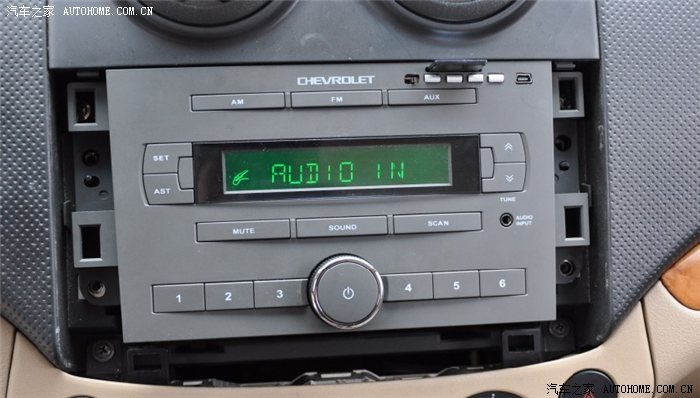 汽车之家 AUTOHOME.COM.CN
CHEVROLET
AM FM AUX
SET
AST
AUDIO IN
TUNE
AUDIO
INPUT
MUTE SOUND SCAN
1 2 3 4 5 6
汽车之家 AUTOHOME.COM.CN